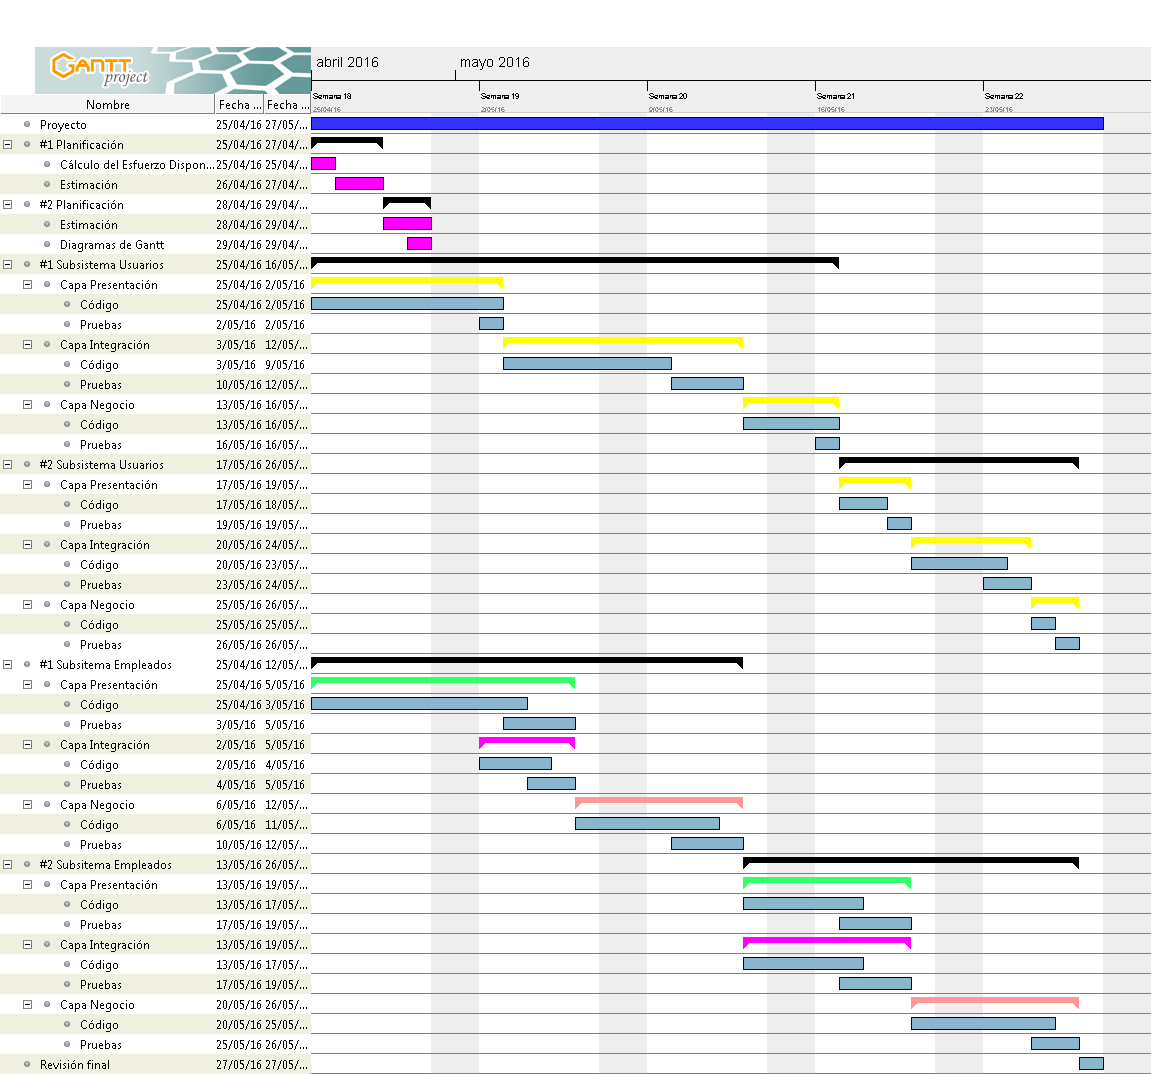 GANTT
project
abril 2016
mayo 2016
Nombre Fecha ... Fecha ...
Semana 18 Semana 19 Semana 20 Semana 21 Semana 22
25/04/16 2/05/16 9/05/16 16/05/16 23/05/16
Proyecto 25/04/16 27/05/...
#1 Planificación 25/04/16 27/04/...
Cálculo del Esfuerzo Dispon... 25/04/16 25/04/...
Estimación 26/04/16 27/04/...
#2 Planificación 28/04/16 29/04/...
Estimación 28/04/16 29/04/...
Diagramas de Gantt 29/04/16 29/04/...
#1 Subsistema Usuarios 25/04/16 16/05/...
Capa Presentación 25/04/16 2/05/16
Código 25/04/16 2/05/16
Pruebas 2/05/16 2/05/16
Capa Integración 3/05/16 12/05/...
Código 3/05/16 9/05/16
Pruebas 10/05/16 12/05/...
Capa Negocio 13/05/16 16/05/...
Código 13/05/16 16/05/...
Pruebas 16/05/16 16/05/...
#2 Subsistema Usuarios 17/05/16 26/05/...
Capa Presentación 17/05/16 19/05/...
Código 17/05/16 18/05/...
Pruebas 19/05/16 19/05/...
Capa Integración 20/05/16 24/05/...
Código 20/05/16 23/05/...
Pruebas 23/05/16 24/05/...
Capa Negocio 25/05/16 26/05/...
Código 25/05/16 25/05/...
Pruebas 26/05/16 26/05/...
#1 Subsitema Empleados 25/04/16 12/05/...
Capa Presentación 25/04/16 5/05/16
Código 25/04/16 3/05/16
Pruebas 3/05/16 5/05/16
Capa Integración 2/05/16 5/05/16
Código 2/05/16 4/05/16
Pruebas 4/05/16 5/05/16
Capa Negocio 6/05/16 12/05/...
Código 6/05/16 11/05/...
Pruebas 10/05/16 12/05/...
#2 Subsitema Empleados 13/05/16 26/05/...
Capa Presentación 13/05/16 19/05/...
Código 13/05/16 17/05/...
Pruebas 17/05/16 19/05/...
Capa Integración 13/05/16 19/05/...
Código 13/05/16 17/05/...
Pruebas 17/05/16 19/05/...
Capa Negocio 20/05/16 26/05/...
Código 20/05/16 25/05/...
Pruebas 25/05/16 26/05/...
Revisión final 27/05/16 27/05/...